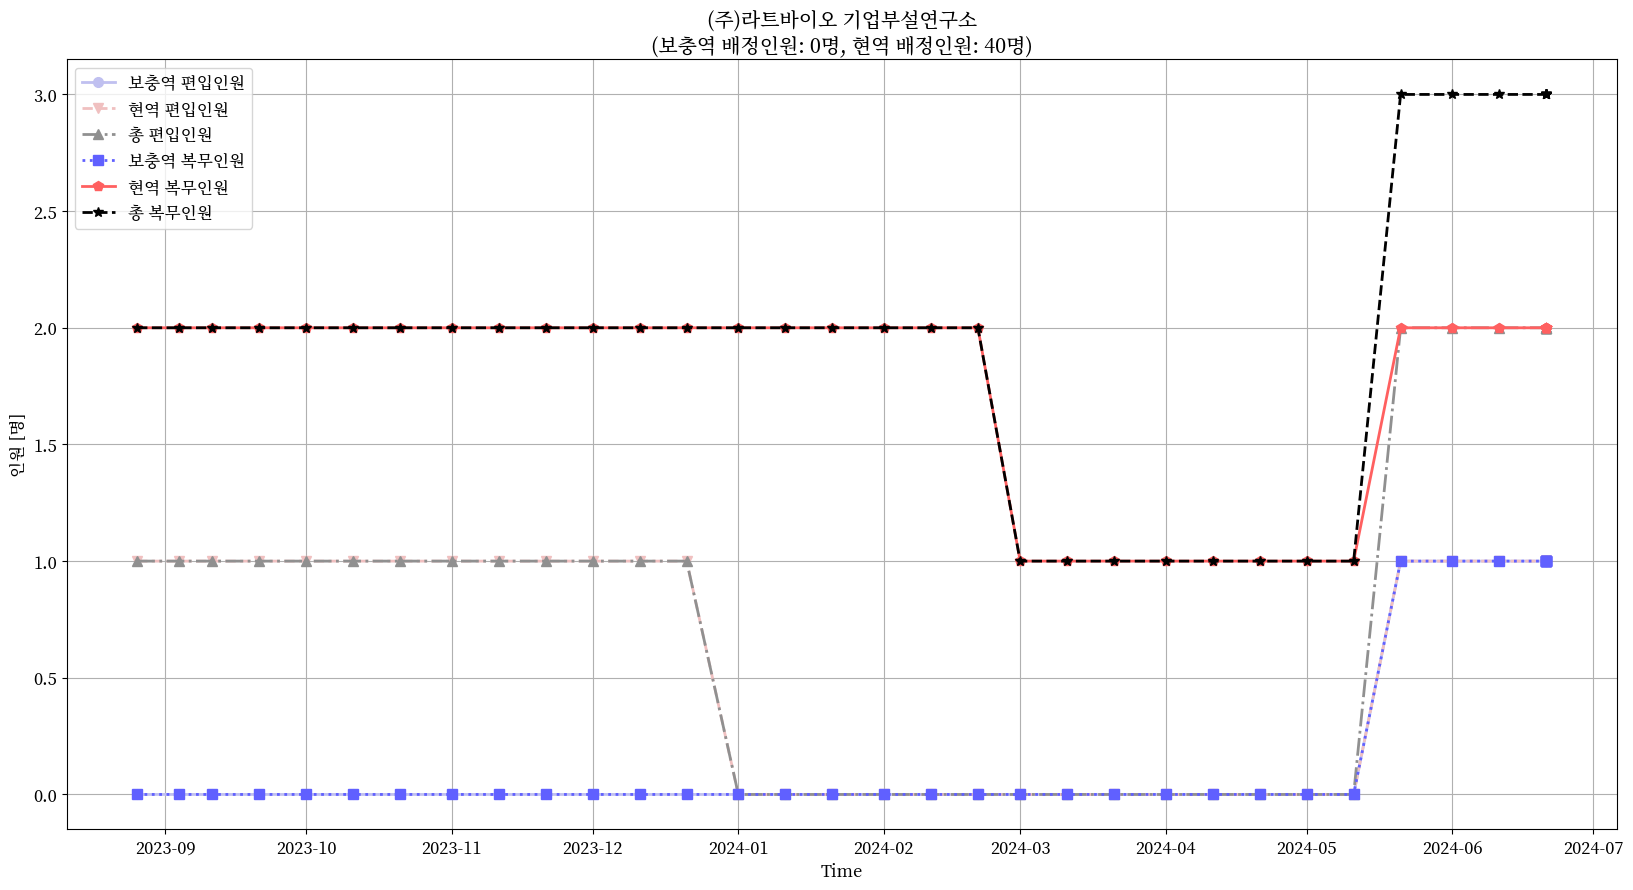 (주)라트바이오 기업부설연구소
(보충역 배정인원: 0명, 현역 배정인원: 40명)
보충역 편입인원
현역 편입인원
총 편입인원
보충역 복무인원
현역 복무인원
총 복무인원
3.0
2.5
2.0
1.5
1.0
0.5
0.0
인원 [명]
2023-09 2023-10 2023-11 2023-12 2024-01 2024-02 2024-03 2024-04 2024-05 2024-06 2024-07
Time